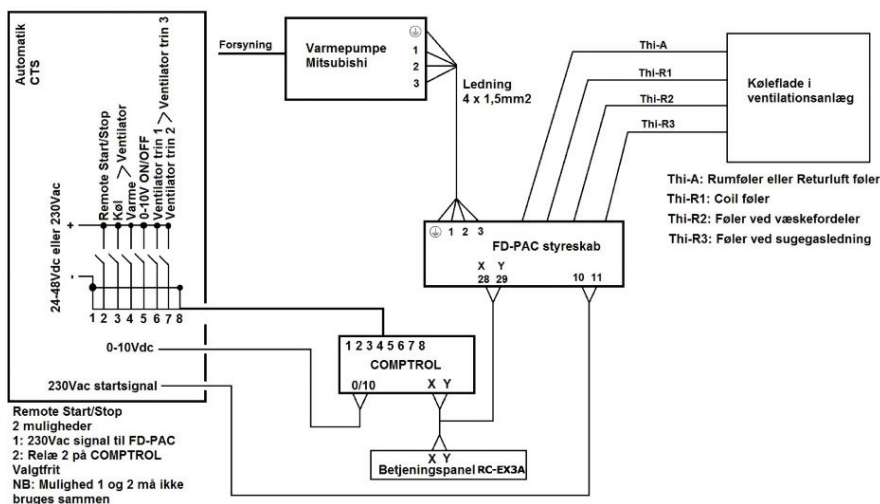 Automatik
CTS
24-48Vdc eller 230Vac
+
-
Remote Start/Stop
Køl
Varme
> Ventilator
0-10V ON/OFF
Ventilator trin 1
Ventilator trin 2
> Ventilator trin 3
1 2 3 4 5 6 7 8
0-10Vdc
230Vac startsignal
Remote Start/Stop
2 muligheder
1: 230Vac signal til FD-PAC
2: Relæ 2 på COMPTROL
Valgtfrit
NB: Mulighed 1 og 2 må ikke
bruges sammen
Forsyning
Varmepumpe
Mitsubishi
1
2
3
Ledning
4 x 1,5mm2
Thi-A
Thi-R1
Thi-R2
Thi-R3
Køleflade i
ventilationsanlæg
Thi-A: Rumføler eller Returluft føler
Thi-R1: Coil føler
Thi-R2: Føler ved væskefordeler
Thi-R3: Føler ved sugegasledning
1 2 3
FD-PAC styreskab
X Y
28 29
10 11
1 2 3 4 5 6 7 8
COMPTROL
0/10
X Y
X Y
Betjeningspanel RC-EX3A